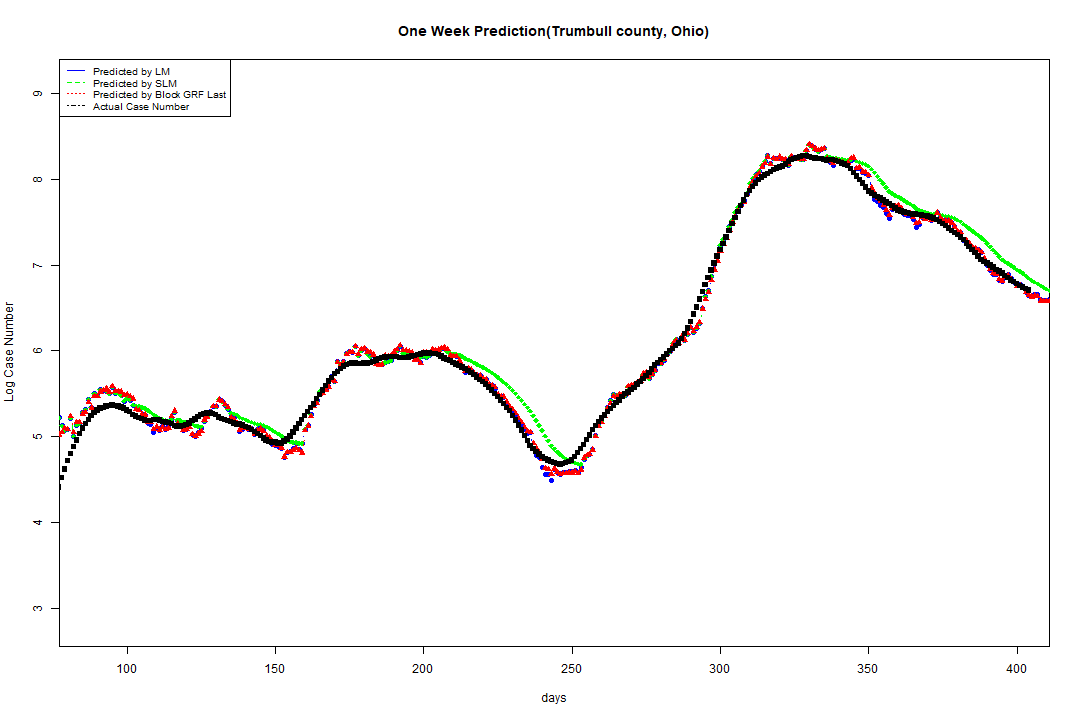 One Week Prediction(Trumbull county, Ohio)
Predicted by LM
Predicted by SLM
Predicted by Block GRF Last
Actual Case Number
9
8
7
6
5
4
3
Log Case Number
100 150 200 250 300 350 400
days